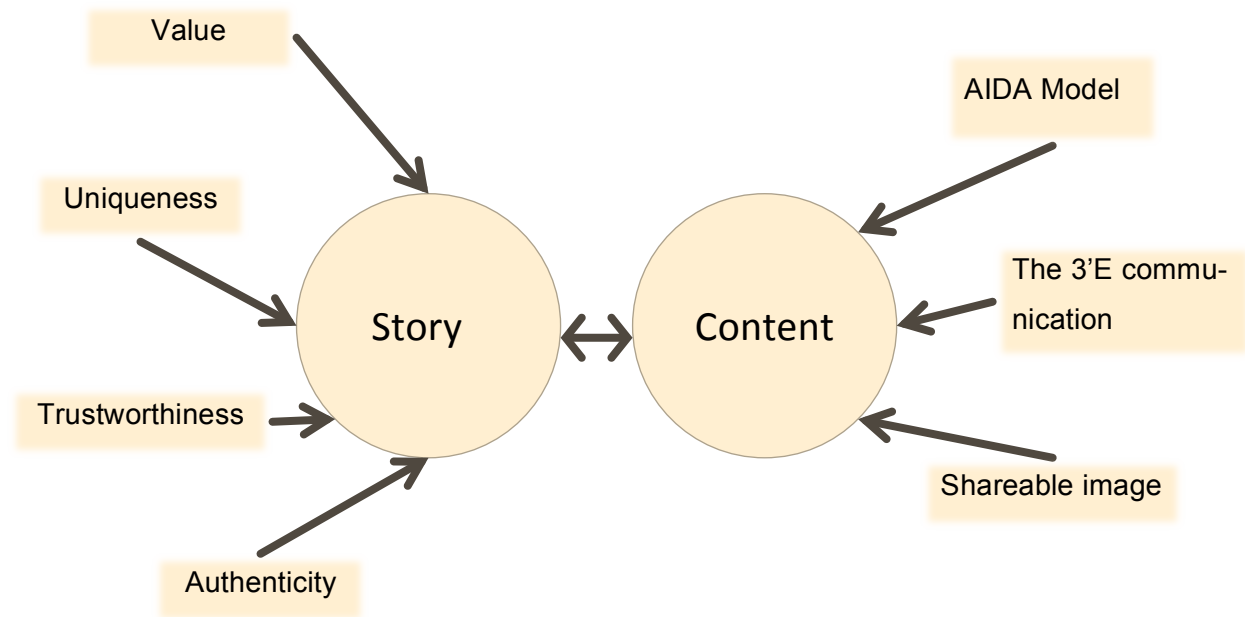 Value
AIDA Model
Uniqueness
The 3’E commu-
nication
Story
Content
Trustworthiness
Shareable image
Authenticity